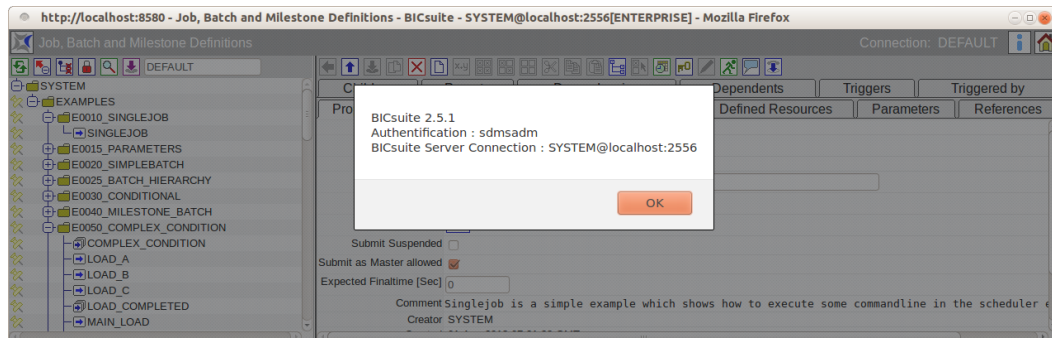 http://localhost:8580 - Job, Batch and Milestone Definitions - BICsuite - SYSTEM@localhost:2556[ENTERPRISE] - Mozilla Firefox
Job, Batch and Milestone Definitions Connection: DEFAULT
DEFAULT
SYSTEM
EXAMPLES
E0010_SINGLEJOB
SINGLEJOB
E0015_PARAMETERS
E0020_SIMPLEBATCH
E0025_BATCH_HIERARCHY
E0030_CONDITIONAL
E0040_MILESTONE_BATCH
E0050_COMPLEX_CONDITION
COMPLEX_CONDITION
LOAD_A
LOAD_B
LOAD_C
LOAD_COMPLETED
MAIN_LOAD
Dependents Triggers Triggered by
Defined Resources Parameters References
BICsuite 2.5.1
Authentification : sdmsadm
BICsuite Server Connection : SYSTEM@localhost:2556
OK
Submit Suspended
Submit as Master allowed
Expected Finaltime [Sec] 0
Comment Singlejob is a simple example which shows how to execute some commandline in the scheduler e
Creator SYSTEM